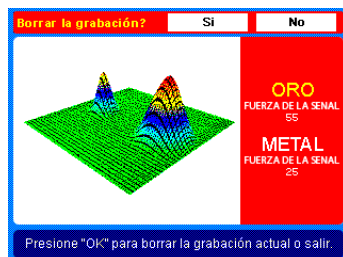 Borrar la grabación? Si No
ORO
FUERZA DE LA SENAL
55
METAL
FUERZA DE LA SENAL
25
Presione "OK" para borrar la grabación actual o salir.